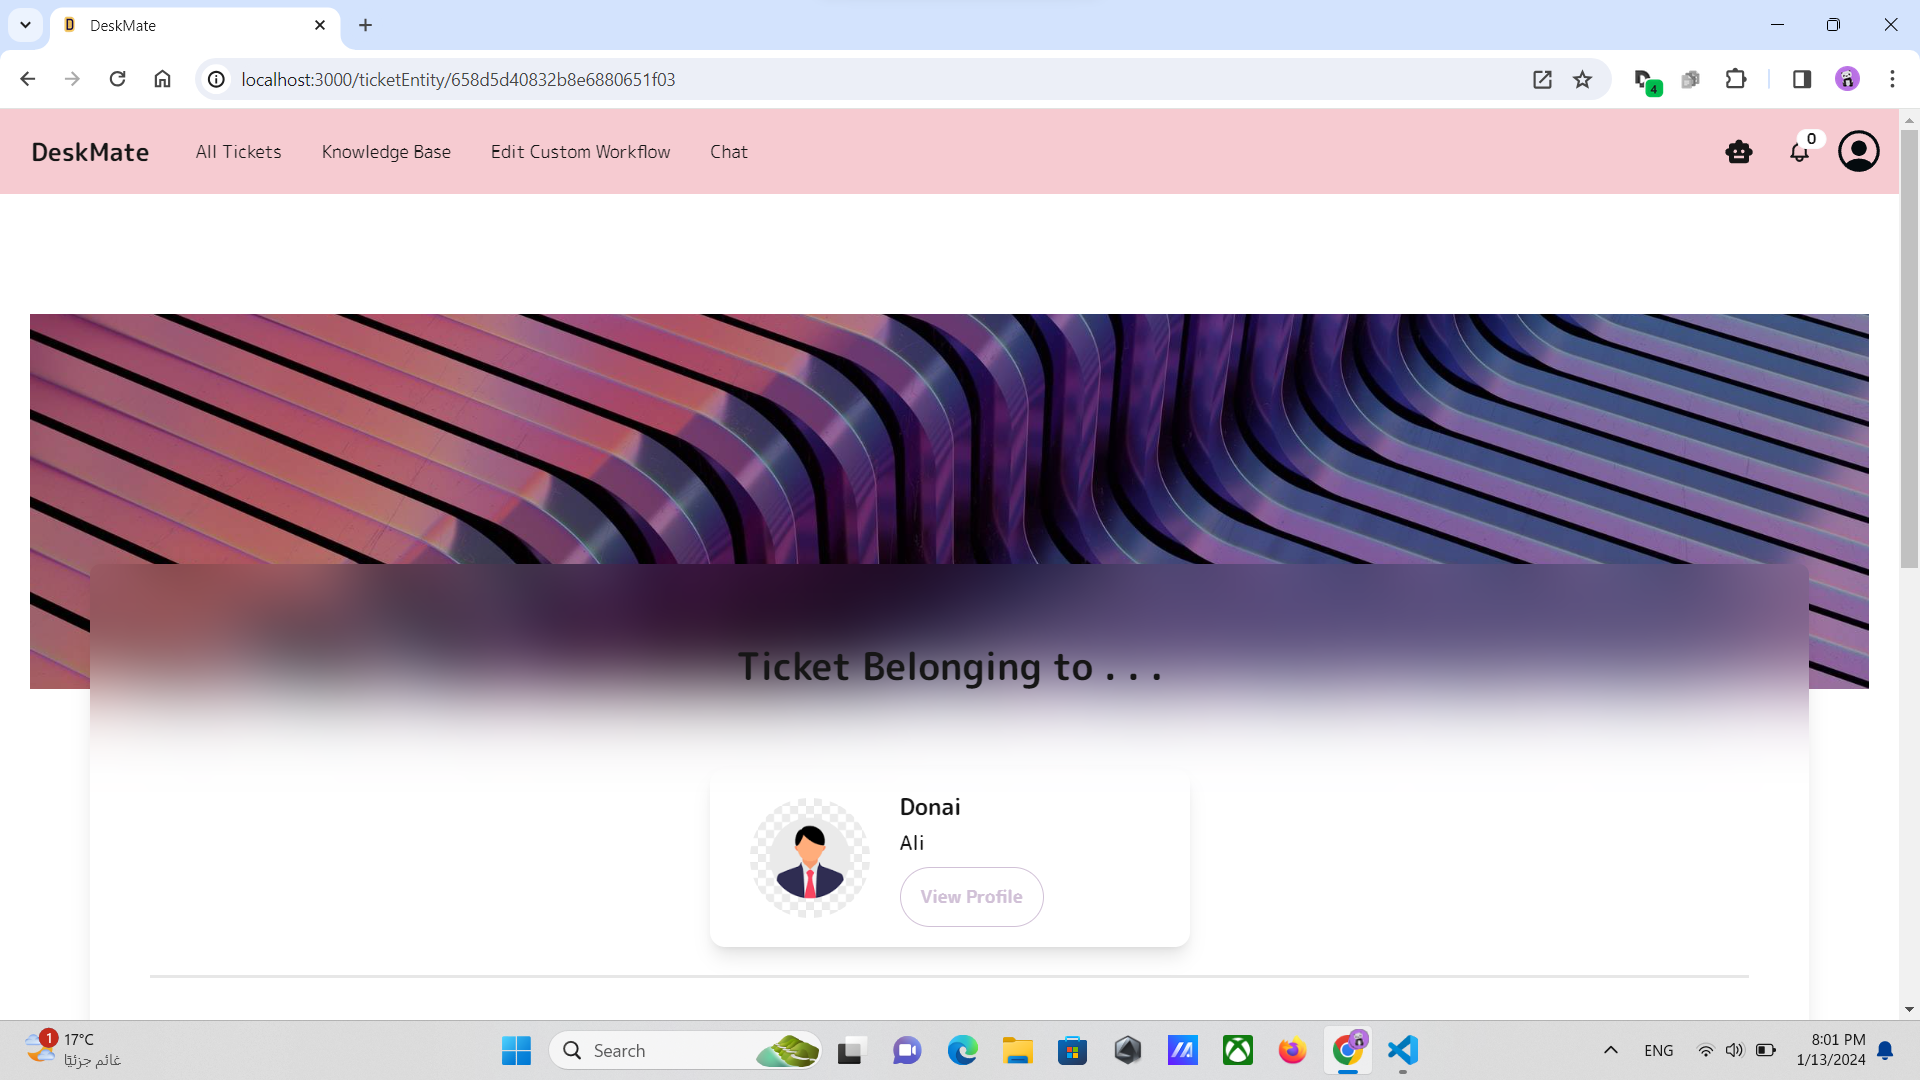 DeskMate
localhost:3000/ticketEntity/658d5d40832b8e6880651f03
4
DeskMate
All Tickets
Knowledge Base
Edit Custom Workflow
Chat
0
Ticket Belonging to . . .
Donai
Ali
View Profile
1
17°C
غائم جزئيًا
Search
ENG
8:01 PM
1/13/2024